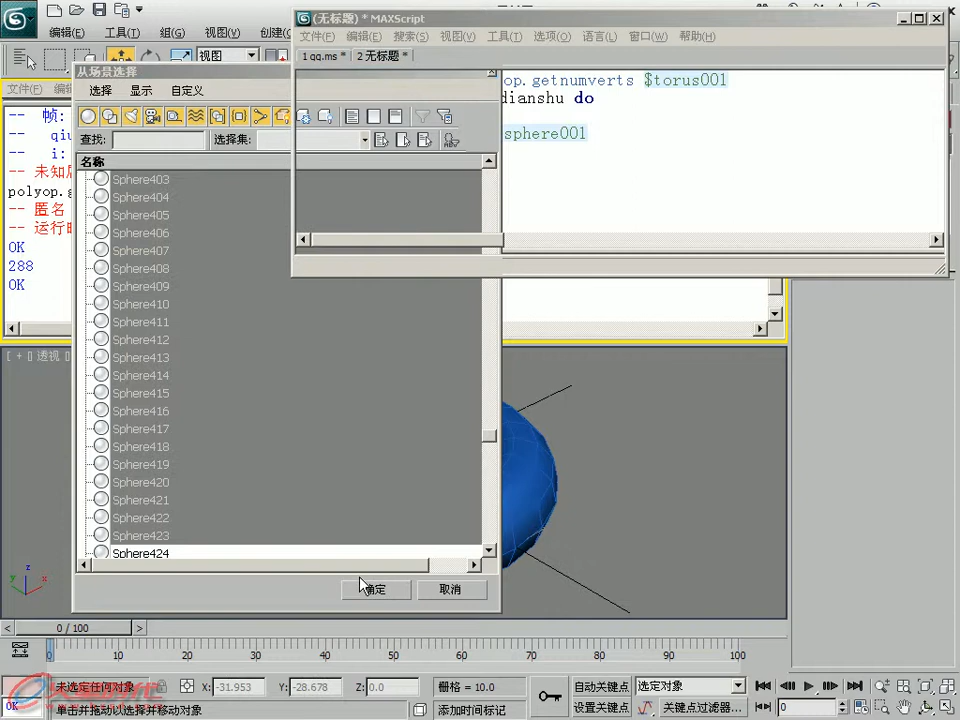 (无标题) * MAXScript
编辑(E) 工具(T) 组(G) 视图(V) 创建(
文件(F) 编辑(E) 搜索(S) 视图(V) 工具(T) 选项(O) 语言(L) 窗口(W) 帮助(H)
视图
1 qq.ms * 2 无标题 *
从场景选择
选择 显示 自定义
文件(F)
op.getnumverts $torus001
dianshu do
sphere001
查找: 选择集:
名称
-- 帧:
-- qiu
-- i:
polyop.g
-- 匿名
OK
288
OK
Sphere403
Sphere404
Sphere405
Sphere406
Sphere407
Sphere408
Sphere409
Sphere410
Sphere411
Sphere412
Sphere413
Sphere414
Sphere415
Sphere416
Sphere417
Sphere418
Sphere419
Sphere420
Sphere421
Sphere422
Sphere423
Sphere424
[ + [] 透视 []
确定 取消
z
x
y
< 0 / 100 >
0 10 20 30 40 50 60 70 80 90 100
未选定任何对象 X: -31.953 Y: -28.678 Z: 0.0 栅格 = 10.0 自动关键点 选定对象
OK 单击并拖动以选择并移动对象 添加时间标记 设置关键点 关键点过滤器... 0